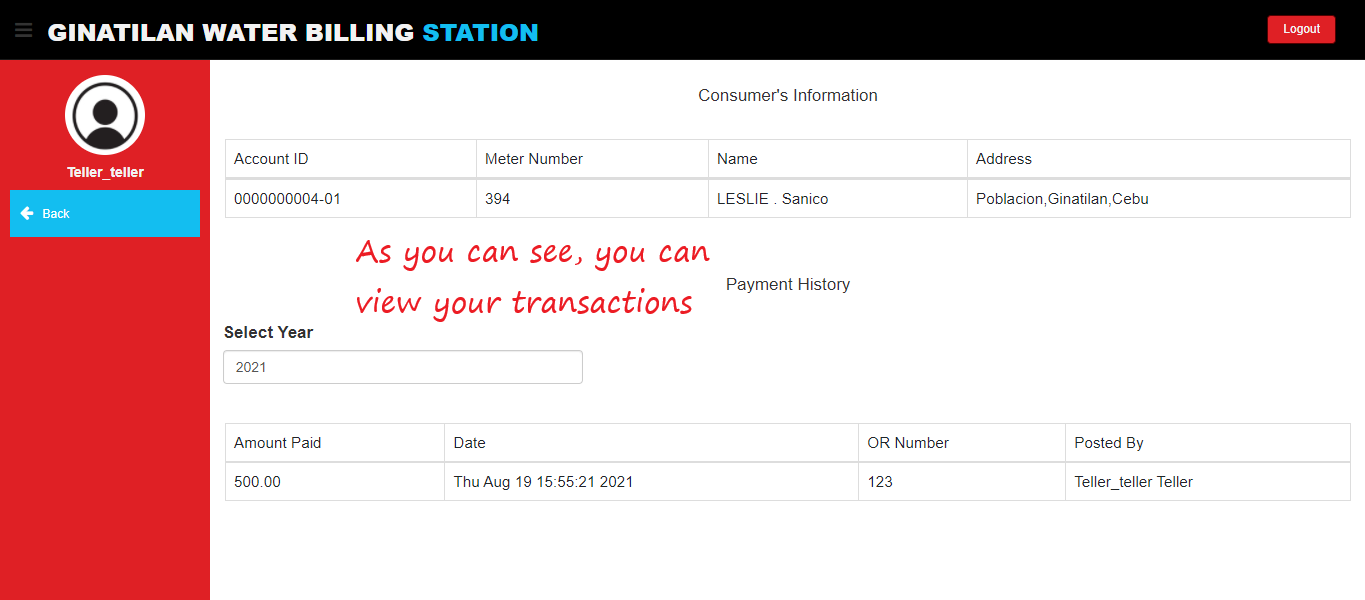 GINATILAN WATER BILLING STATION
Logout
Teller_teller
Back
Consumer's Information
Account ID Meter Number Name Address
0000000004-01 394 LESLIE . Sanico Poblacion,Ginatilan,Cebu
As you can see, you can
view your transactions
Payment History
Select Year
2021
Amount Paid Date OR Number Posted By
500.00 Thu Aug 19 15:55:21 2021 123 Teller_teller Teller